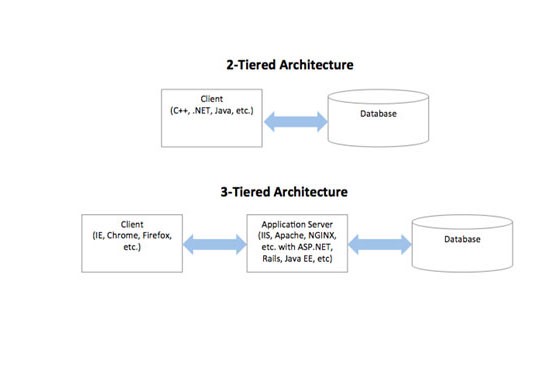 2-Tiered Architecture
Client
(C++, .NET, Java, etc.)
Database
3-Tiered Architecture
Client
(IE, Chrome, Firefox,
etc.)
Application Server
(IIS, Apache, NGINX,
etc. with ASP.NET,
Rails, Java EE, etc)
Database